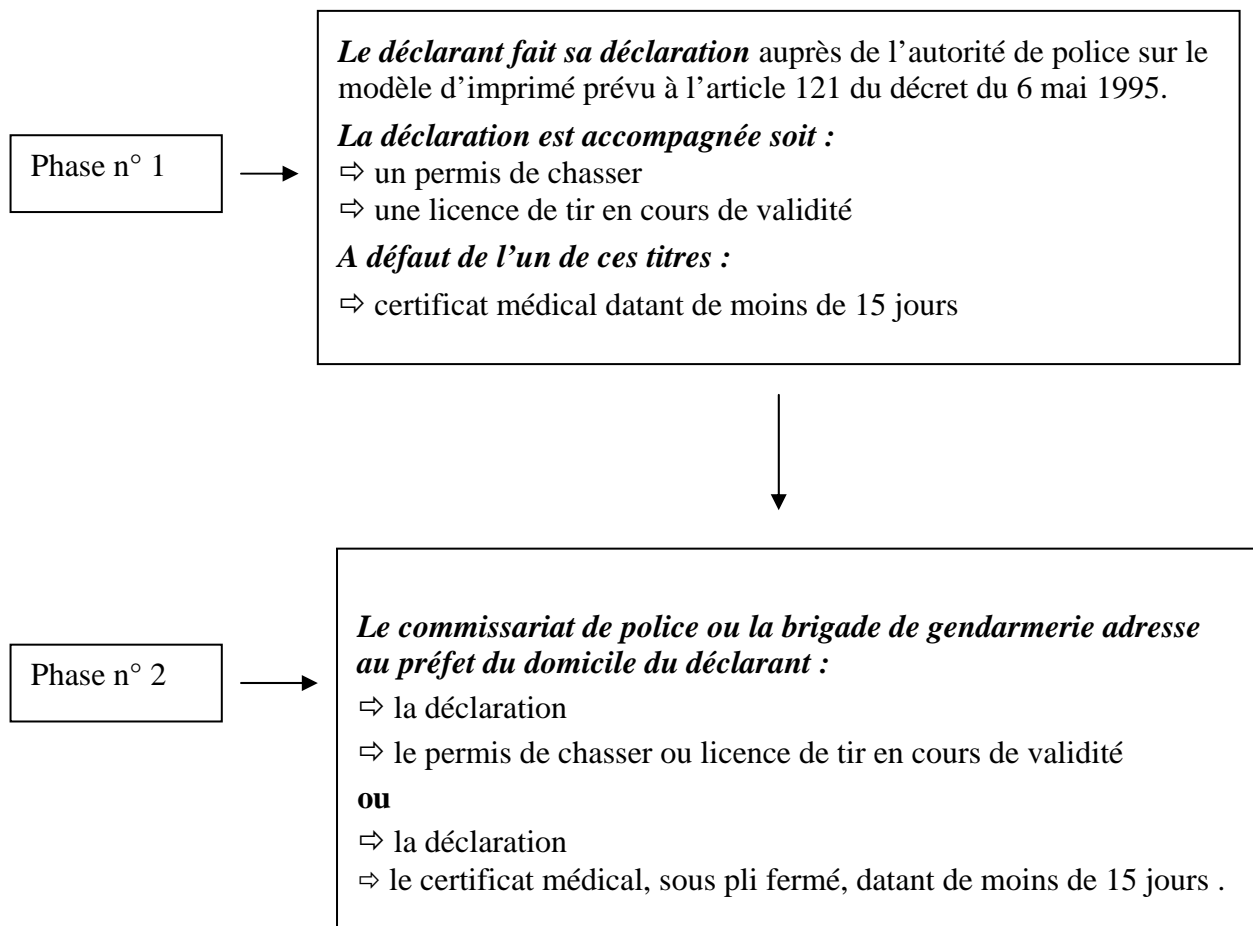 Phase n° 1
Le déclarant fait sa déclaration auprès de l’autorité de police sur le
modèle d’imprimé prévu à l’article 121 du décret du 6 mai 1995.
La déclaration est accompagnée soit :
⇨ un permis de chasser
⇨ une licence de tir en cours de validité
A défaut de l’un de ces titres :
⇨ certificat médical datant de moins de 15 jours
Phase n° 2
Le commissariat de police ou la brigade de gendarmerie adresse
au préfet du domicile du déclarant :
⇨ la déclaration
⇨ le permis de chasser ou licence de tir en cours de validité
ou
⇨ la déclaration
⇨ le certificat médical, sous pli fermé, datant de moins de 15 jours .